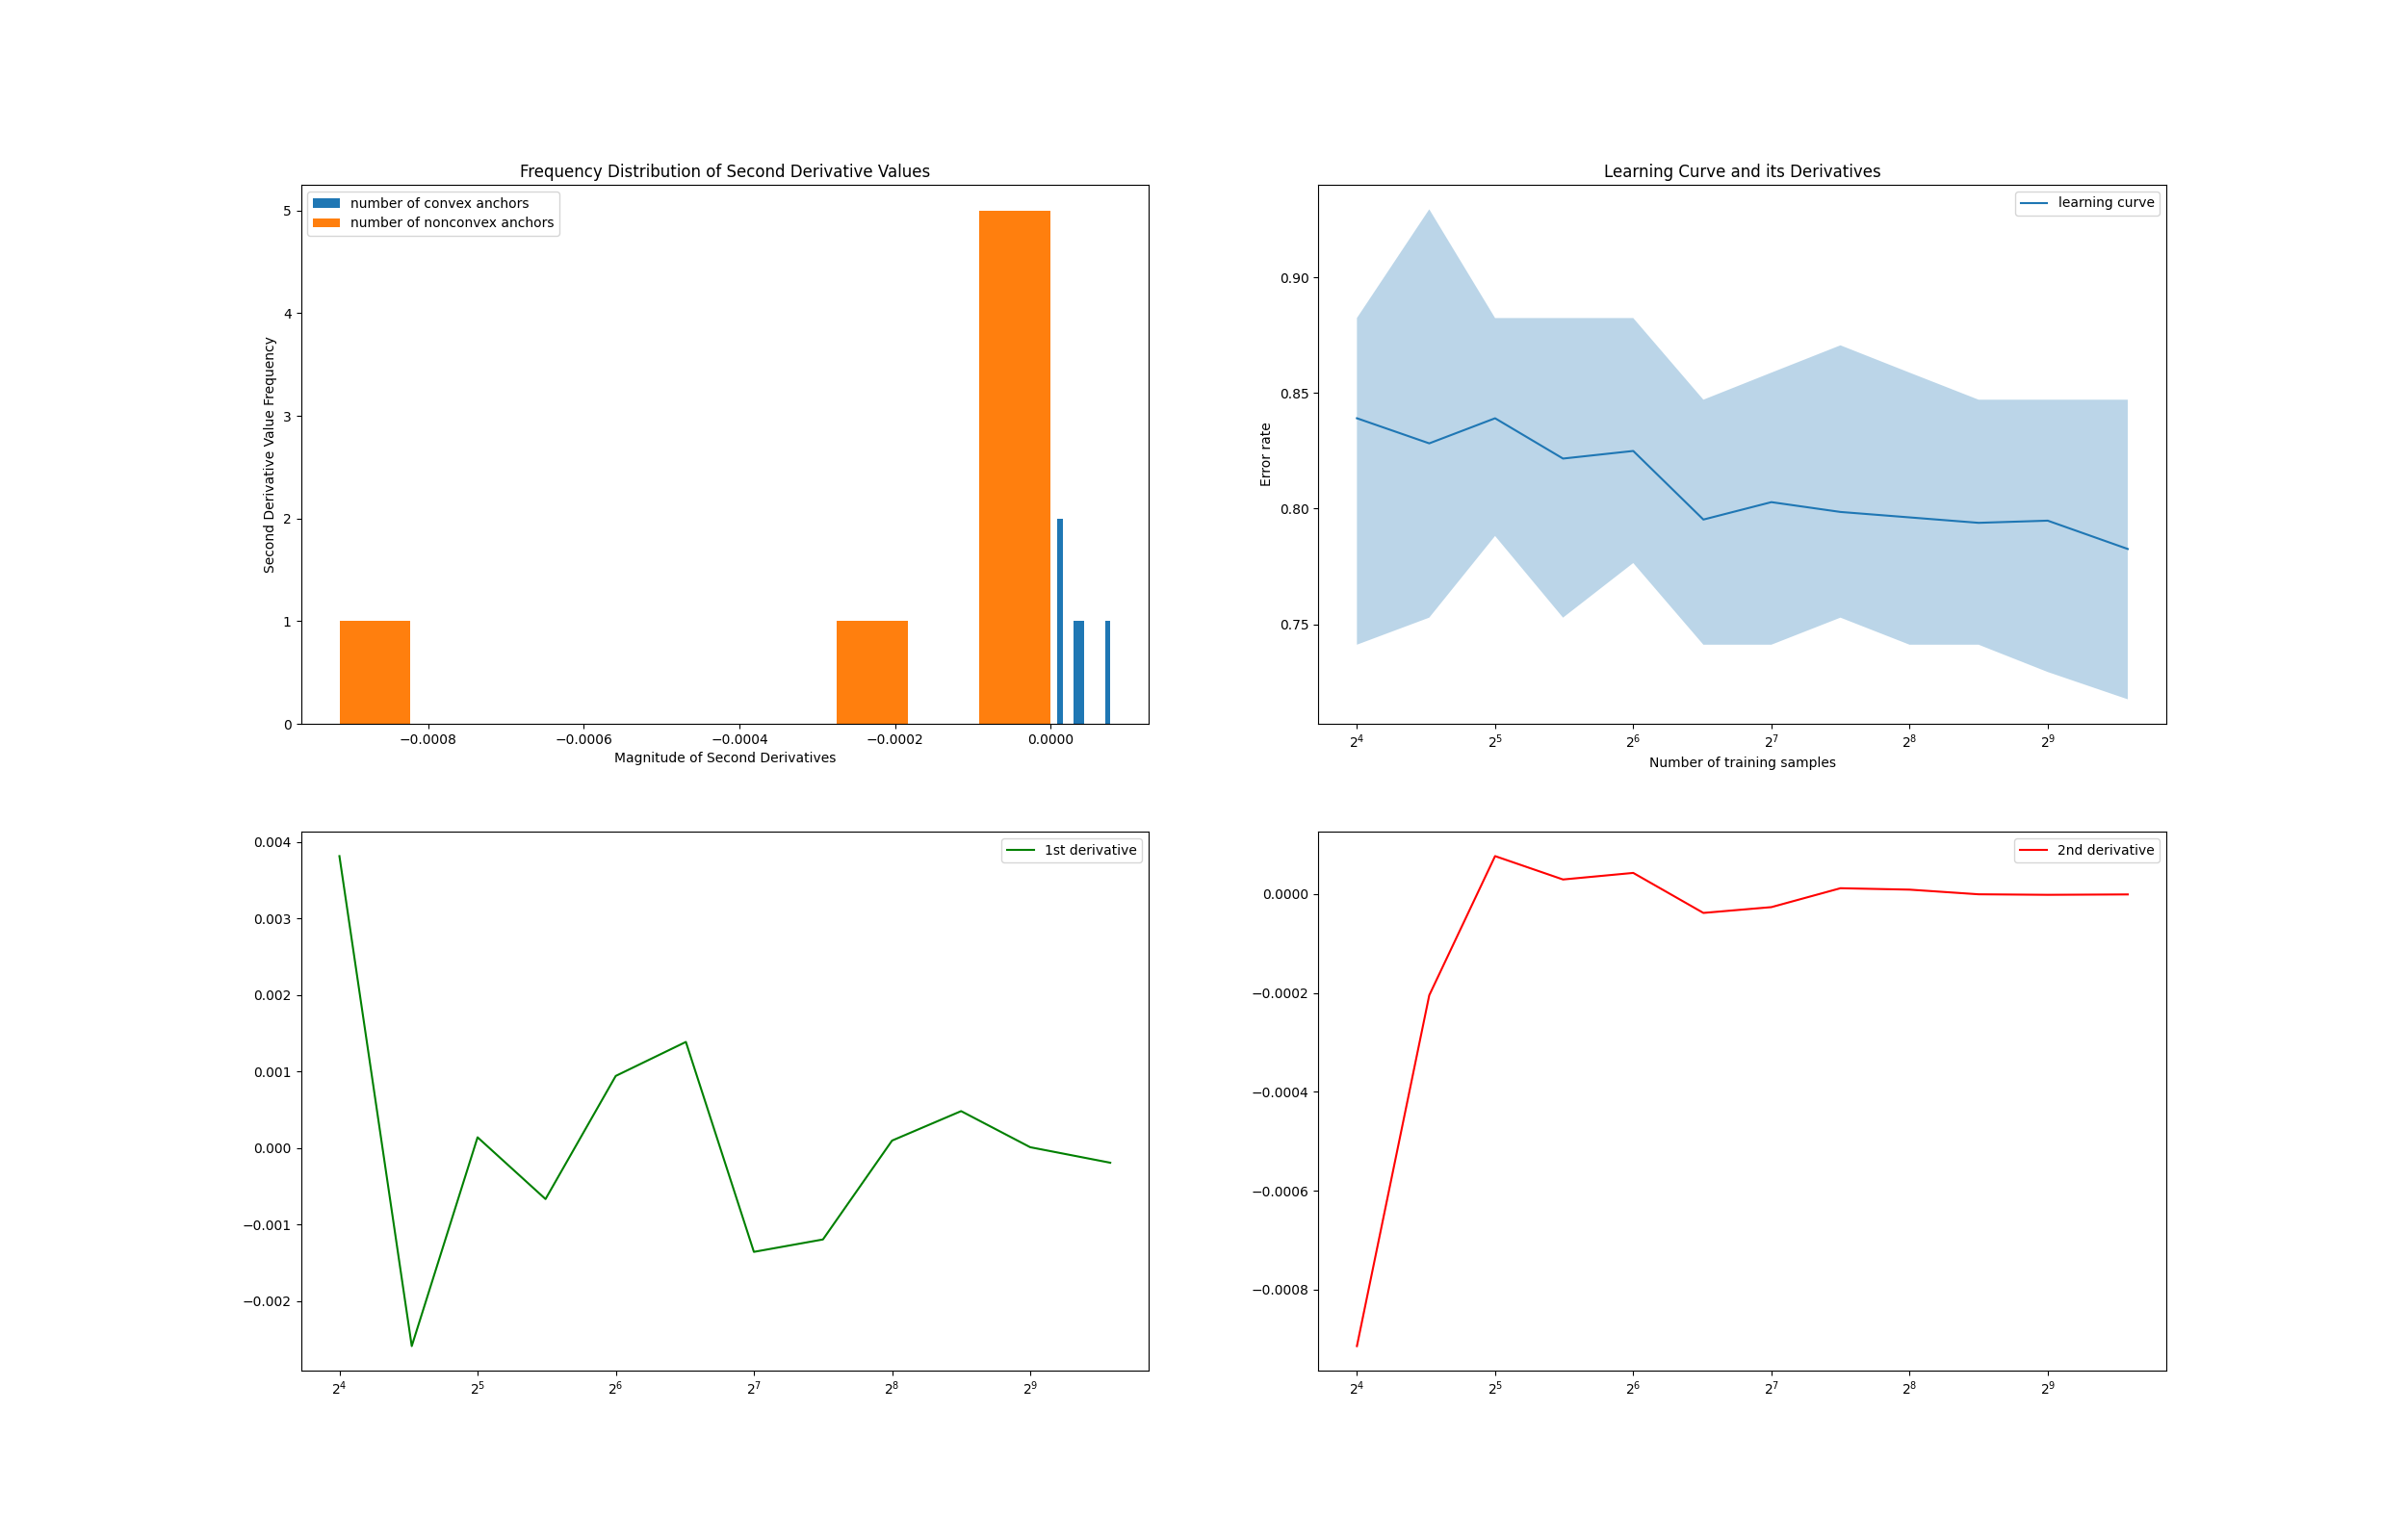 Frequency Distribution of Second Derivative Values
number of convex anchors
number of nonconvex anchors
Second Derivative Value Frequency
5
4
3
2
1
0
−0.0008 −0.0006 −0.0004 −0.0002 0.0000
Magnitude of Second Derivatives
Learning Curve and its Derivatives
learning curve
Error rate
0.90
0.85
0.80
0.75
2⁴ 2⁵ 2⁶ 2⁷ 2⁸ 2⁹
Number of training samples
1st derivative
0.004
0.003
0.002
0.001
0.000
−0.001
−0.002
2⁴ 2⁵ 2⁶ 2⁷ 2⁸ 2⁹
2nd derivative
0.0000
−0.0002
−0.0004
−0.0006
−0.0008
2⁴ 2⁵ 2⁶ 2⁷ 2⁸ 2⁹